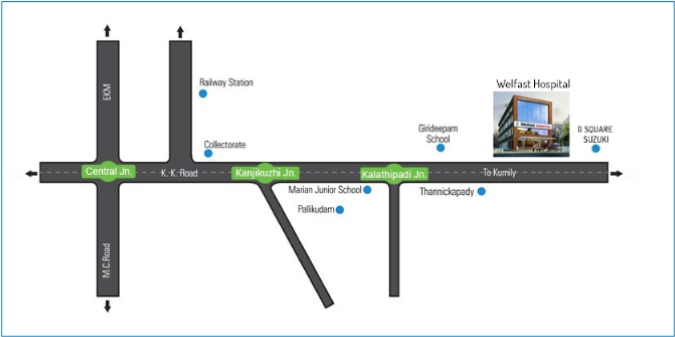 Welfast Hospital
Railway Station
EKM
Girideepam
School
G SQUARE
SUZUKI
Welfast
Collectorate
Central Jn.
K. K. Road
Kanjikuzhi Jn.
Kalathipadi Jn.
To Kumily
Marian Junior School
Thannickapady
Pallikudam
M.C.Road